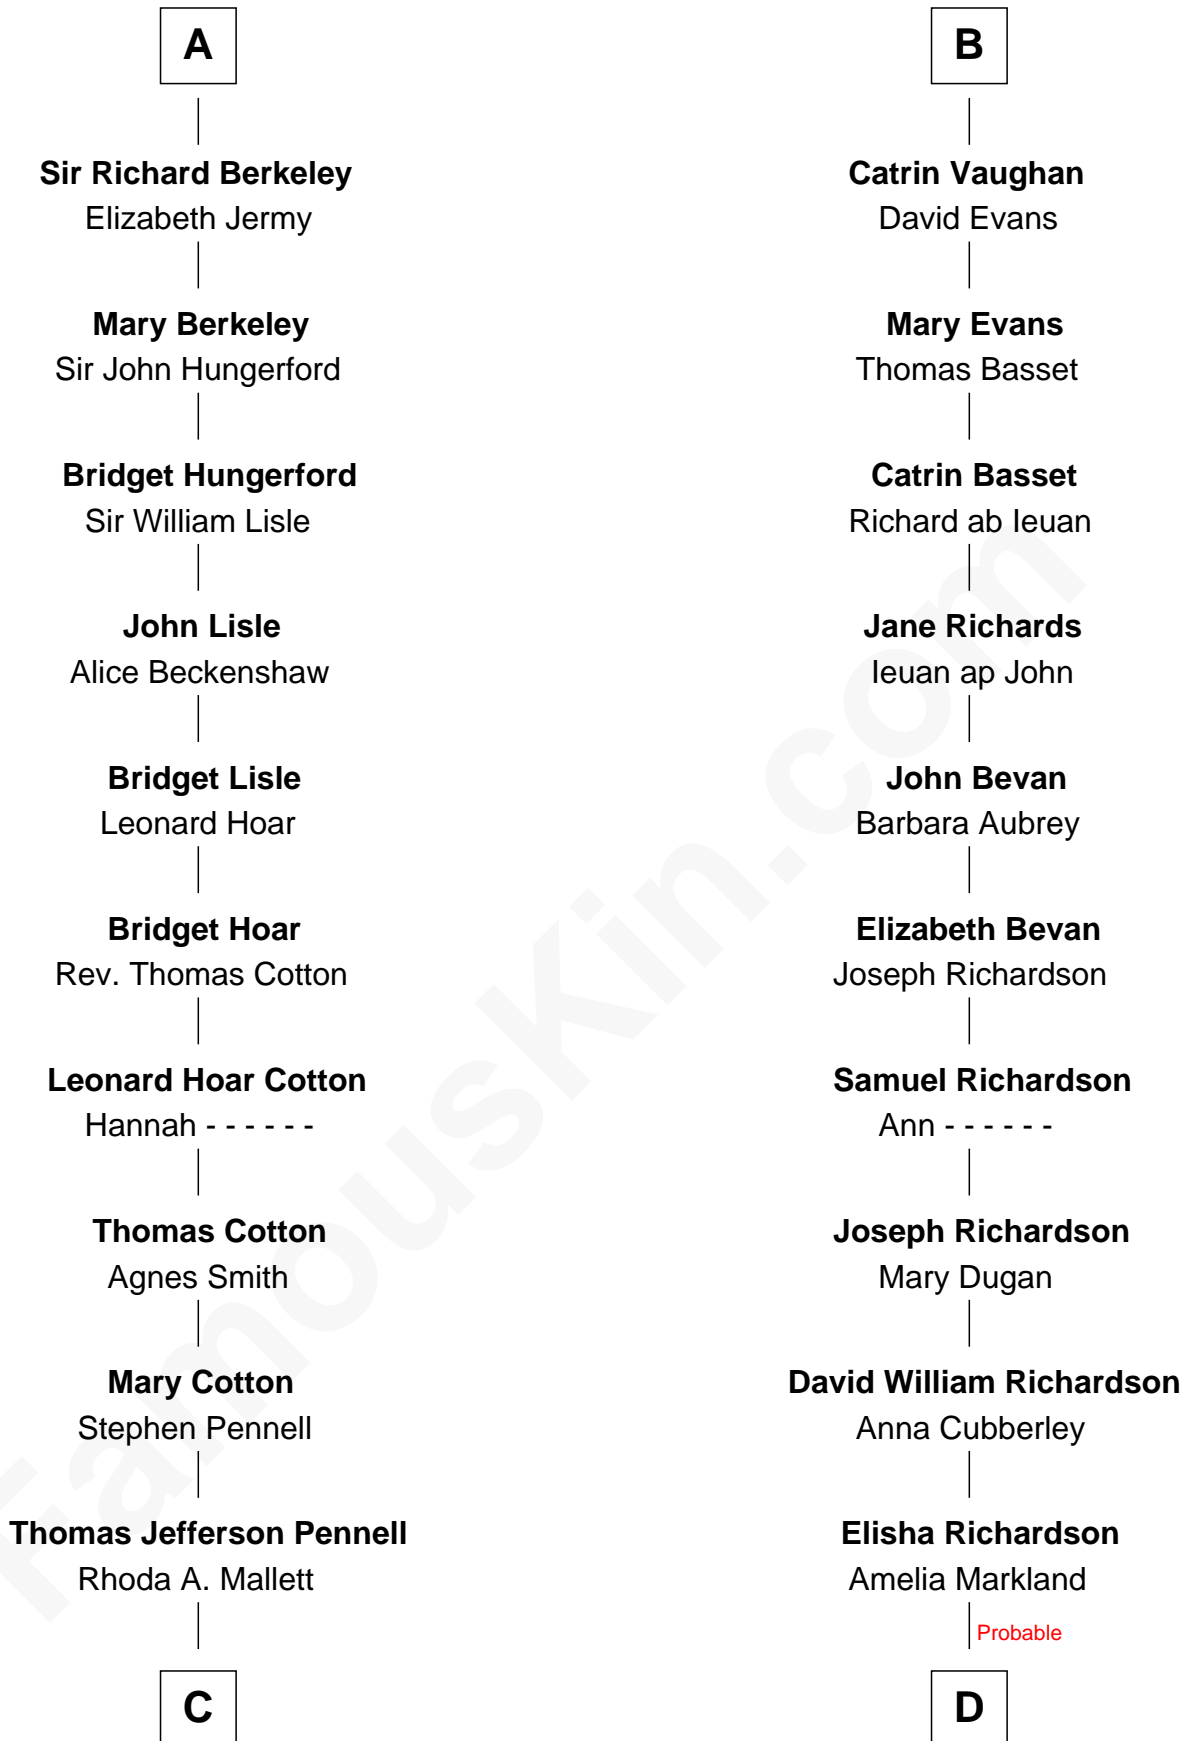 A
Sir Richard Berkeley
Elizabeth Jermy
Mary Berkeley
Sir John Hungerford
Bridget Hungerford
Sir William Lisle
John Lisle
Alice Beckenshaw
Bridget Lisle
Leonard Hoar
Bridget Hoar
Rev. Thomas Cotton
Leonard Hoar Cotton
Hannah - - - - - -
Thomas Cotton
Agnes Smith
Mary Cotton
Stephen Pennell
Thomas Jefferson Pennell
Rhoda A. Mallett
C
B
Catrin Vaughan
David Evans
Mary Evans
Thomas Basset
Catrin Basset
Richard ab Ieuan
Jane Richards
Ieuan ap John
John Bevan
Barbara Aubrey
Elizabeth Bevan
Joseph Richardson
Samuel Richardson
Ann - - - - - -
Joseph Richardson
Mary Dugan
David William Richardson
Anna Cubberley
Elisha Richardson
Amelia Markland
Probable
D
FamousKin.com